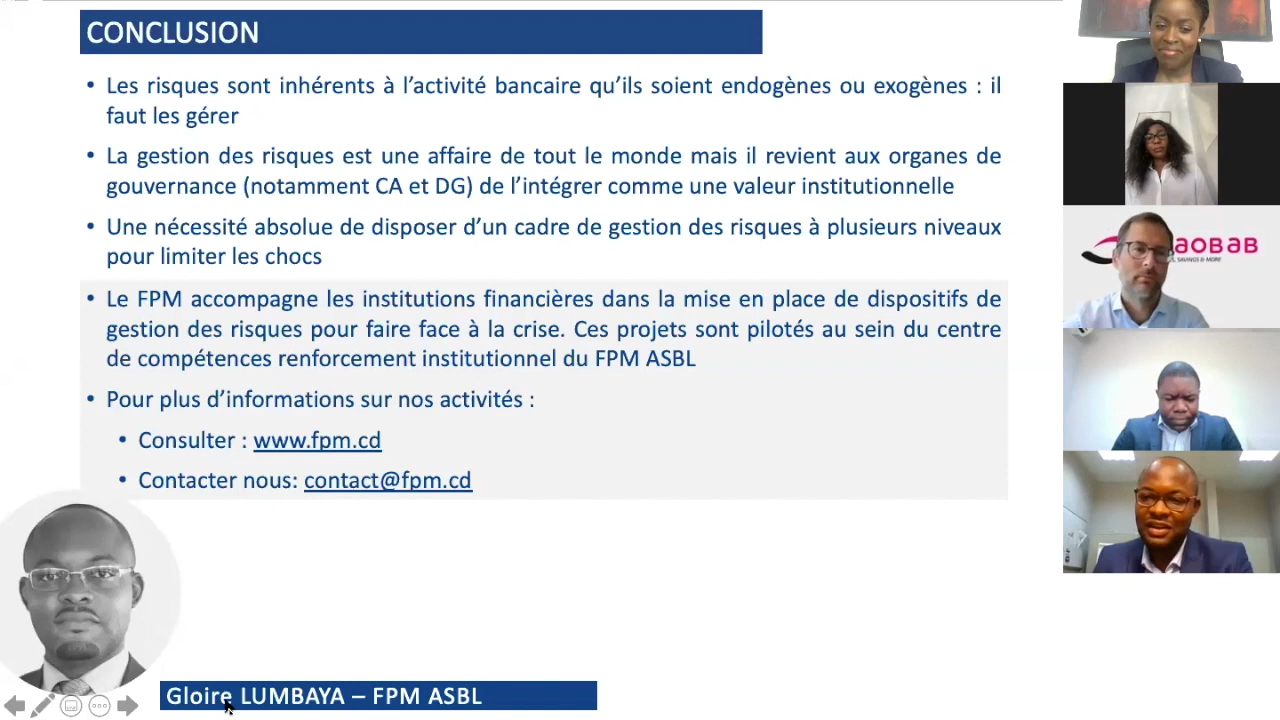 CONCLUSION
• Les risques sont inhérents à l’activité bancaire qu’ils soient endogènes ou exogènes : il
faut les gérer
• La gestion des risques est une affaire de tout le monde mais il revient aux organes de
gouvernance (notamment CA et DG) de l’intégrer comme une valeur institutionnelle
• Une nécessité absolue de disposer d’un cadre de gestion des risques à plusieurs niveaux
pour limiter les chocs
• Le FPM accompagne les institutions financières dans la mise en place de dispositifs de
gestion des risques pour faire face à la crise. Ces projets sont pilotés au sein du centre
de compétences renforcement institutionnel du FPM ASBL
• Pour plus d’informations sur nos activités :
• Consulter : www.fpm.cd
• Contacter nous: contact@fpm.cd
Gloire LUMBAYA – FPM ASBL
AOBAB
SAVINGS & MORE